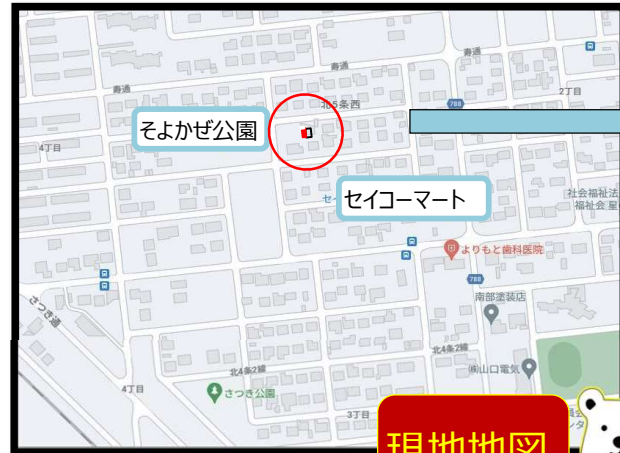 寿通
寿通
788
2丁目
北5条西
そよかぜ公園
4丁目
セイコーマート
セイ
社会福祉法
福祉会 星
よりもと歯科医院
788
南部塗装店
さつき通
北4条2線
北4条2線
㈱山口電気
4丁目
さつき公園
3丁目
現地地図